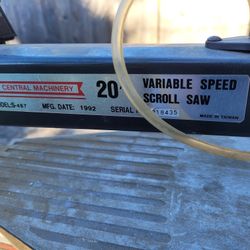 CENTRAL MACHINERY
20" VARIABLE SPEED
SCROLL SAW
MFG. DATE: 1992 SERIAL
MADE IN TAIWAN